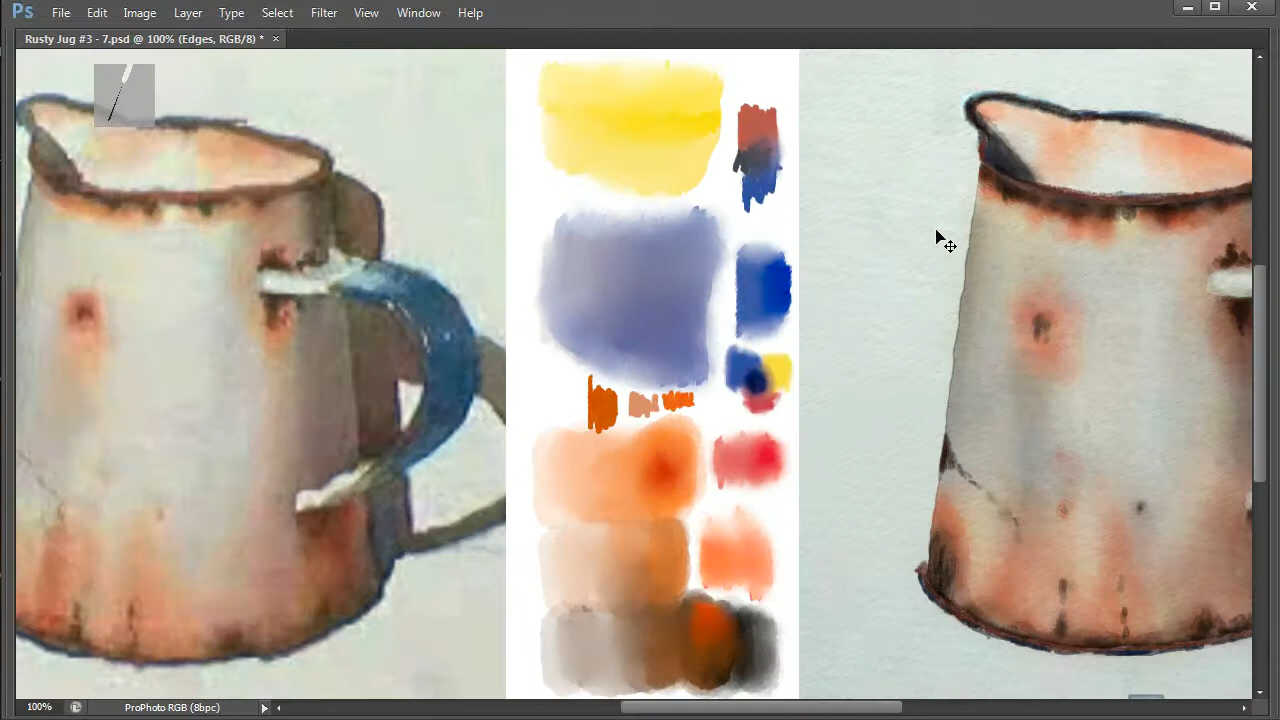 Ps File Edit Image Layer Type Select Filter View Window Help
Rusty Jug #3 - 7.psd @ 100% (Edges, RGB/8) *
100% ProPhoto RGB (8bpc)